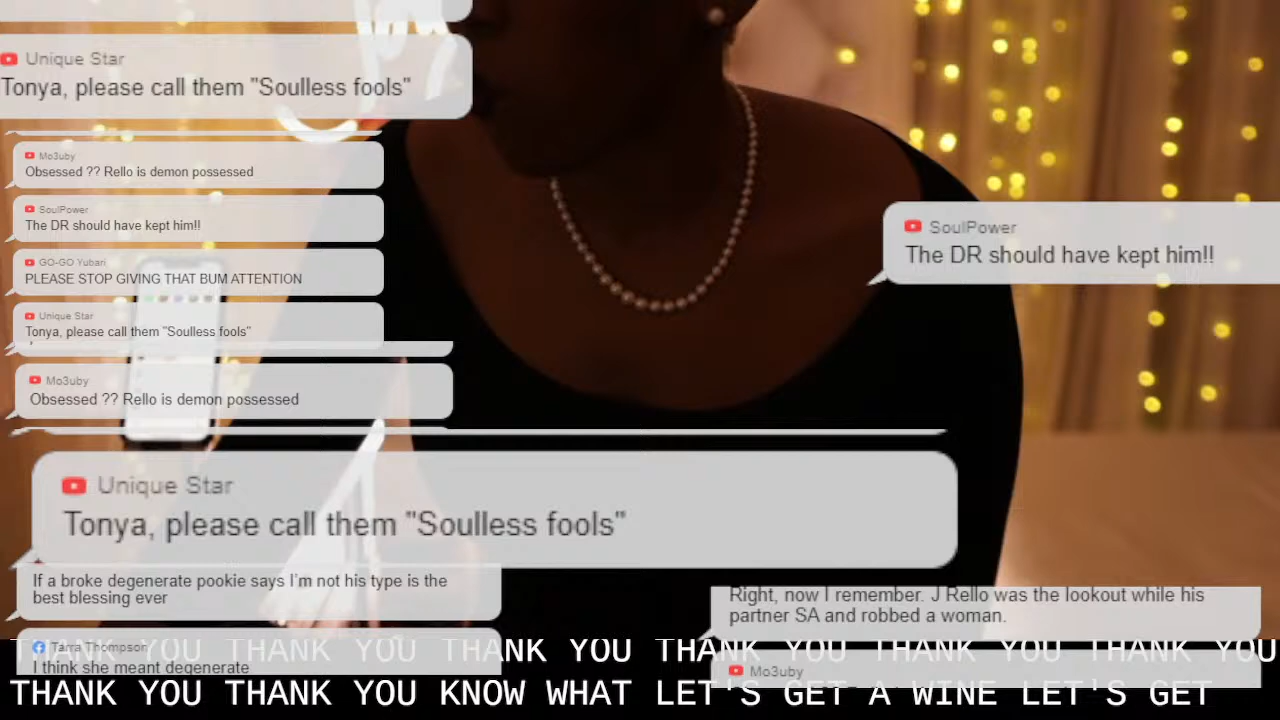 Unique Star
Tonya, please call them "Soulless fools"
Mo3uby
Obsessed ?? Rello is demon possessed
SoulPower
The DR should have kept him!!
GO-GO Yubari
PLEASE STOP GIVING THAT BUM ATTENTION
Unique Star
Tonya, please call them "Soulless fools"
SoulPower
The DR should have kept him!!
Mo3uby
Obsessed ?? Rello is demon possessed
Unique Star
Tonya, please call them "Soulless fools"
If a broke degenerate pookie says I'm not his type is the
best blessing ever
Tarra Thompson
I think she meant degenerate
Right, now I remember. J Rello was the lookout while his
partner SA and robbed a woman.
Mo3uby
THANK YOU THANK YOU THANK YOU THANK YOU THANK YOU THANK YOU
THANK YOU THANK YOU KNOW WHAT LET'S GET A WINE LET'S GET